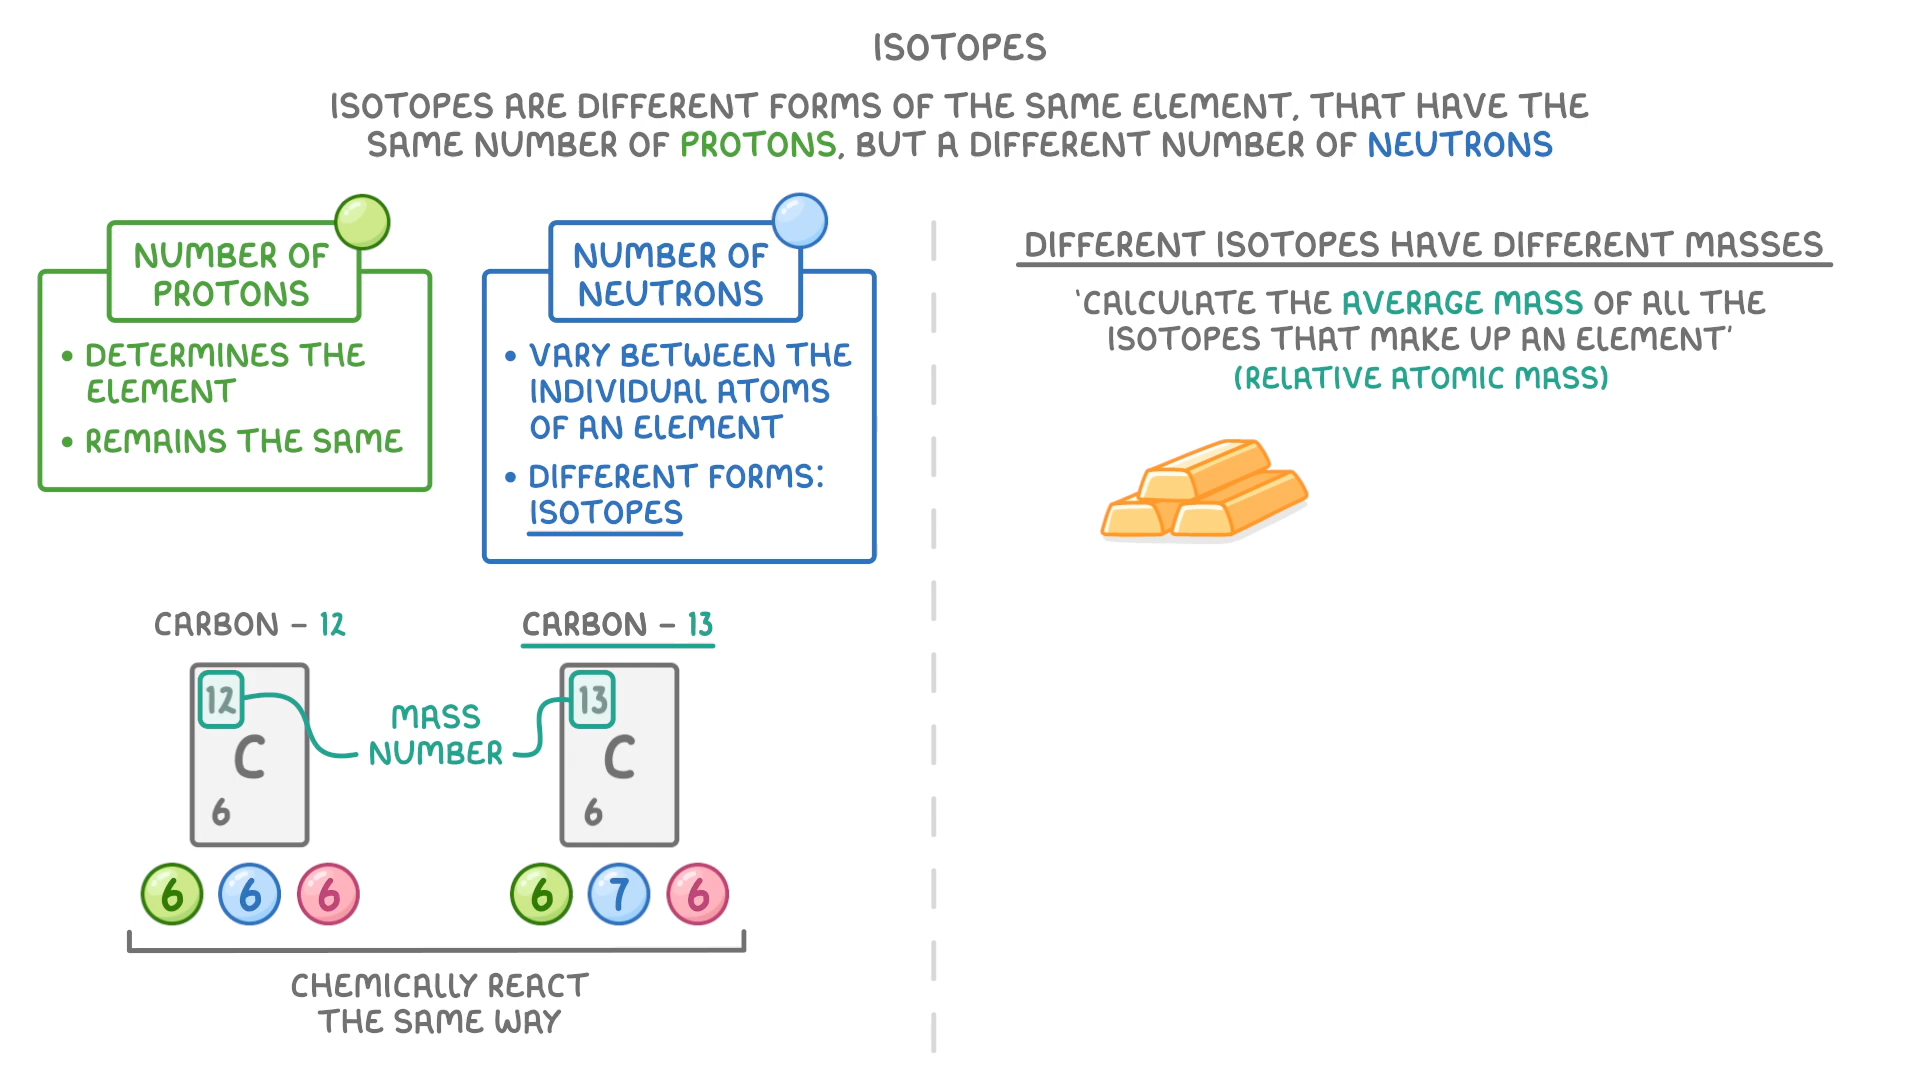 ISOTOPES
ISOTOPES ARE DIFFERENT FORMS OF THE SAME ELEMENT, THAT HAVE THE
SAME NUMBER OF PROTONS, BUT A DIFFERENT NUMBER OF NEUTRONS
NUMBER OF
PROTONS
• DETERMINES THE
ELEMENT
• REMAINS THE SAME
NUMBER OF
NEUTRONS
• VARY BETWEEN THE
INDIVIDUAL ATOMS
OF AN ELEMENT
• DIFFERENT FORMS:
ISOTOPES
CARBON - 12
12
C
6
6 6 6
MASS
NUMBER
CARBON - 13
13
C
6
6 7 6
CHEMICALLY REACT
THE SAME WAY
DIFFERENT ISOTOPES HAVE DIFFERENT MASSES
'CALCULATE THE AVERAGE MASS OF ALL THE
ISOTOPES THAT MAKE UP AN ELEMENT'
(RELATIVE ATOMIC MASS)